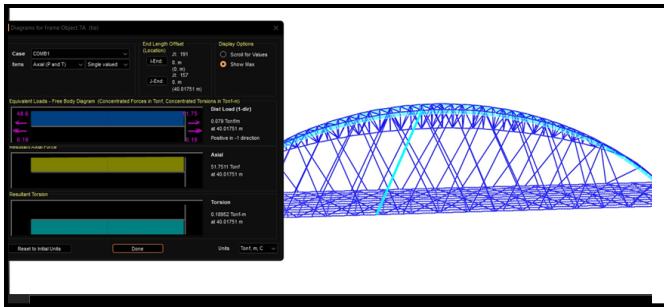 Diagrams for Frame Object TA (ba)
Case
COMB1
Items
Axial (P and T)
Single valued
End Length Offset
(Location)
Jt: 191
I-End:
0. m
(0. m)
Jt: 157
J-End:
0. m
(40.01751 m)
Display Options
Scroll for Values
Show Max
Equivalent Loads - Free Body Diagram (Concentrated Forces in Tonf, Concentrated Torsions in Tonf-m)
48.6
51.75
0.19
0.19
Dist Load (1-dir)
0.079 Tonf/m
at 40.01751 m
Positive in -1 direction
Resultant Axial Force
Axial
51.7511 Tonf
at 40.01751 m
Resultant Torsion
Torsion
0.18952 Tonf-m
at 40.01751 m
Reset to Initial Units
Done
Units
Tonf, m, C